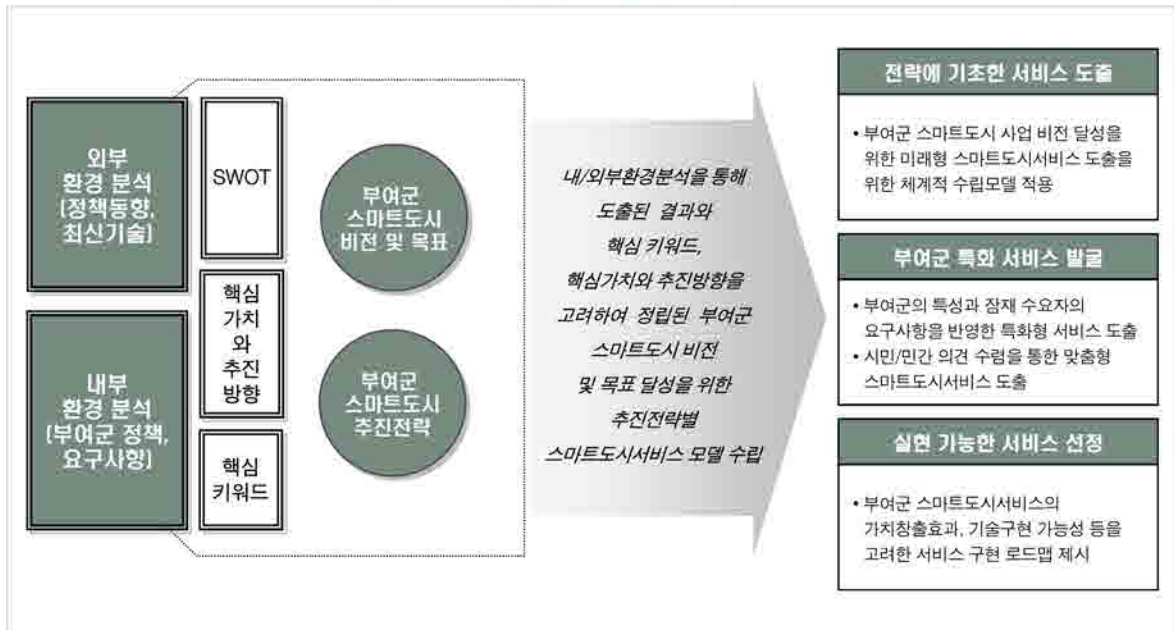 외부
환경 분석
[정책동향,
최신기술]
내부
환경 분석
[부여군 정책,
요구사항]
SWOT
핵심
가치
와
추진
방향
핵심
키워드
부여군
스마트도시
비전 및 목표
부여군
스마트도시
추진전략
내/외부환경분석을 통해
도출된 결과와
핵심 키워드,
핵심가치와 추진방향을
고려하여 정립된 부여군
스마트도시 비전
및 목표 달성을 위한
추진전략별
스마트도시서비스 모델 수립
전략에 기초한 서비스 도출
• 부여군 스마트도시 사업 비전 달성을
위한 미래형 스마트도시서비스 도출을
위한 체계적 수립모델 적용
부여군 특화 서비스 발굴
• 부여군의 특성과 잠재 수요자의
요구사항을 반영한 특화형 서비스 도출
• 시민/민간 의견 수렴을 통한 맞춤형
스마트도시서비스 도출
실현 가능한 서비스 선정
• 부여군 스마트도시서비스의
가치창출효과, 기술구현 가능성 등을
고려한 서비스 구현 로드맵 제시